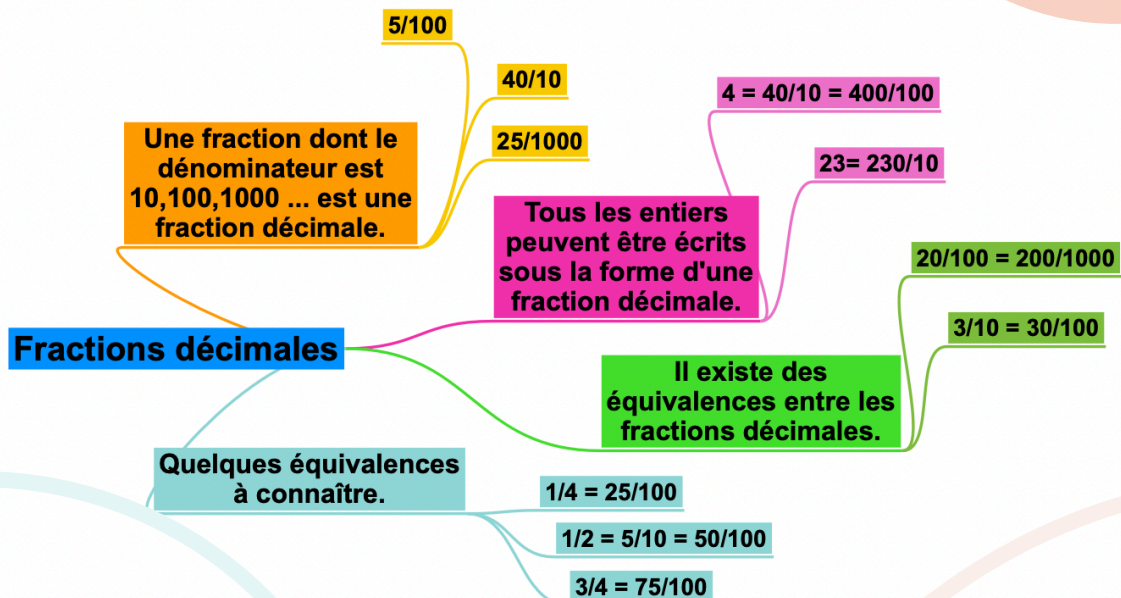 Fractions décimales
Une fraction dont le
dénominateur est
10,100,1000 ... est une
fraction décimale.
5/100
40/10
25/1000
Tous les entiers
peuvent être écrits
sous la forme d'une
fraction décimale.
4 = 40/10 = 400/100
23= 230/10
Il existe des
équivalences entre les
fractions décimales.
20/100 = 200/1000
3/10 = 30/100
Quelques équivalences
à connaître.
1/4 = 25/100
1/2 = 5/10 = 50/100
3/4 = 75/100